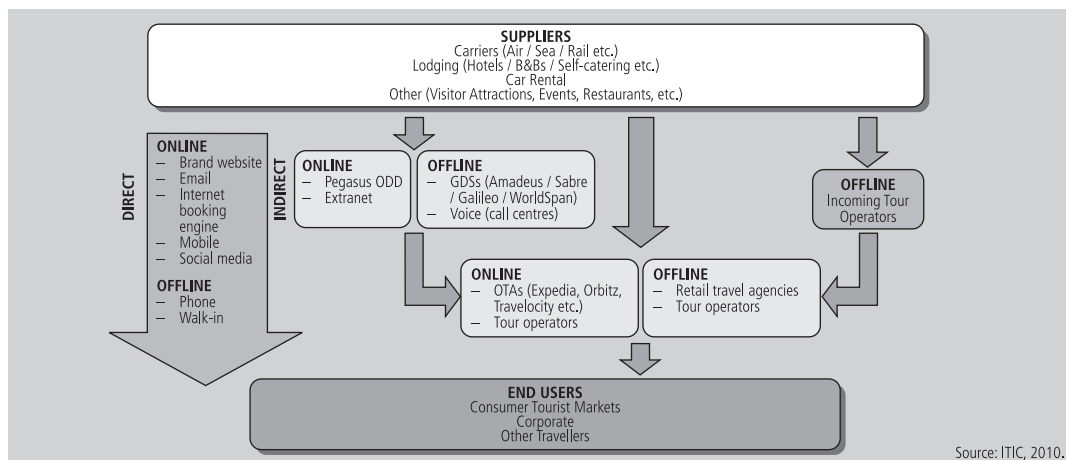 SUPPLIERS
Carriers (Air / Sea / Rail etc.)
Lodging (Hotels / B&Bs / Self-catering etc.)
Car Rental
Other (Visitor Attractions, Events, Restaurants, etc.)
DIRECT
ONLINE
– Brand website
– Email
– Internet
booking
engine
– Mobile
– Social media
OFFLINE
– Phone
– Walk-in
INDIRECT
ONLINE
– Pegasus ODD
– Extranet
OFFLINE
– GDSs (Amadeus / Sabre
/ Galileo / WorldSpan)
– Voice (call centres)
OFFLINE
Incoming Tour
Operators
ONLINE
– OTAs (Expedia, Orbitz,
Travelocity etc.)
– Tour operators
OFFLINE
– Retail travel agencies
– Tour operators
END USERS
Consumer Tourist Markets
Corporate
Other Travellers
Source: ITIC, 2010.